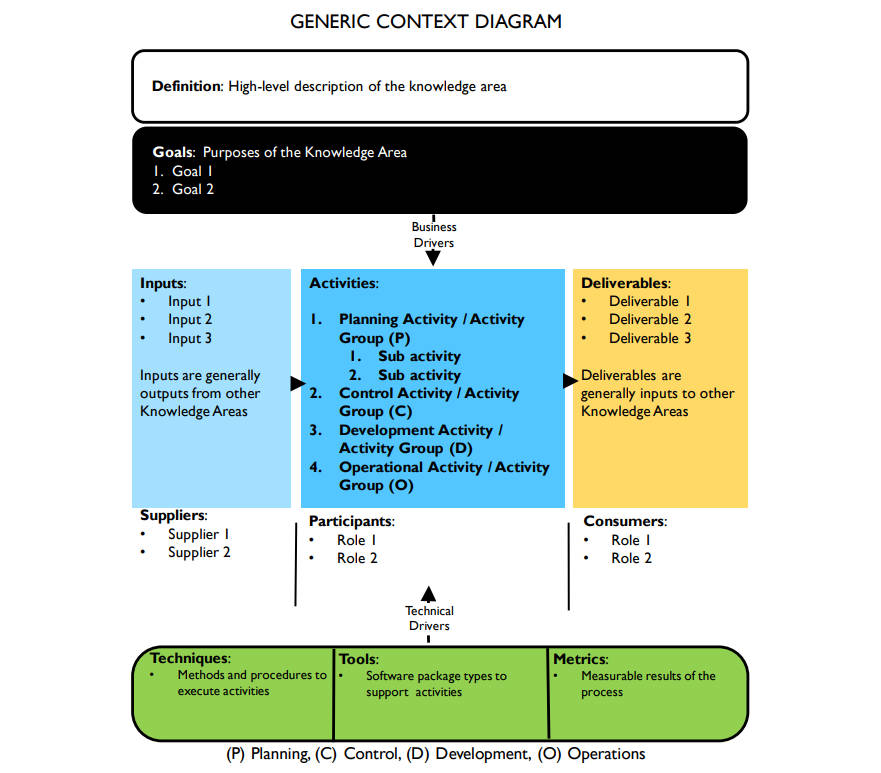 GENERIC CONTEXT DIAGRAM
Definition: High-level description of the knowledge area
Goals: Purposes of the Knowledge Area
1. Goal 1
2. Goal 2
Business
Drivers
Inputs:
• Input 1
• Input 2
• Input 3
Inputs are generally
outputs from other
Knowledge Areas
Activities:
1. Planning Activity / Activity
Group (P)
1. Sub activity
2. Sub activity
2. Control Activity / Activity
Group (C)
3. Development Activity /
Activity Group (D)
4. Operational Activity / Activity
Group (O)
Deliverables:
• Deliverable 1
• Deliverable 2
• Deliverable 3
Deliverables are
generally inputs to other
Knowledge Areas
Suppliers:
• Supplier 1
• Supplier 2
Participants:
• Role 1
• Role 2
Consumers:
• Role 1
• Role 2
Technical
Drivers
Techniques:
• Methods and procedures to
execute activities
Tools:
• Software package types to
support activities
Metrics:
• Measurable results of the
process
(P) Planning, (C) Control, (D) Development, (O) Operations